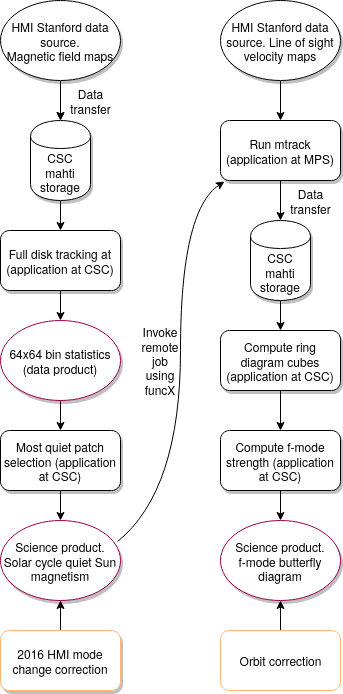 HMI Stanford data
source.
Magnetic field maps
Data
transfer
CSC
mahti
storage
Full disk tracking at
(application at CSC)
64x64 bin statistics
(data product)
Most quiet patch
selection (application
at CSC)
Science product.
Solar cycle quiet Sun
magnetism
2016 HMI mode
change correction
Invoke
remote
job
using
funcX
HMI Stanford data
source. Line of sight
velocity maps
Run mtrack
(application at MPS)
Data
transfer
CSC
mahti
storage
Compute ring
diagram cubes
(application at CSC)
Compute f-mode
strength (application
at CSC)
Science product.
f-mode butterfly
diagram
Orbit correction